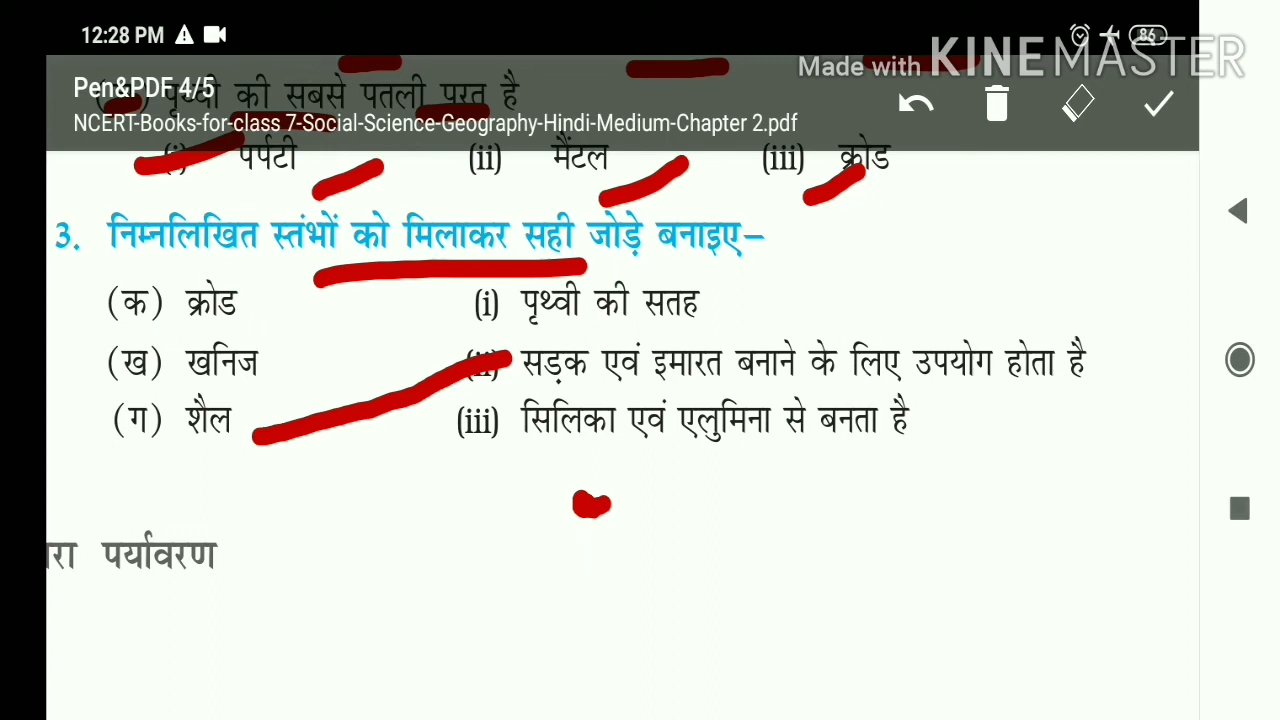 12:28 PM
86
Made with KINEMASTER
Pen&PDF 4/5
पृथ्वी की सबसे पतली परत है
NCERT-Books-for-class 7-Social-Science-Geography-Hindi-Medium-Chapter 2.pdf
(i) पर्पटी (ii) मैंटल (iii) क्रोड
3. निम्नलिखित स्तंभों को मिलाकर सही जोड़े बनाइए–
(क) क्रोड (i) पृथ्वी की सतह
(ख) खनिज (ii) सड़क एवं इमारत बनाने के लिए उपयोग होता है
(ग) शैल (iii) सिलिका एवं एलुमिना से बनता है
रा पर्यावरण